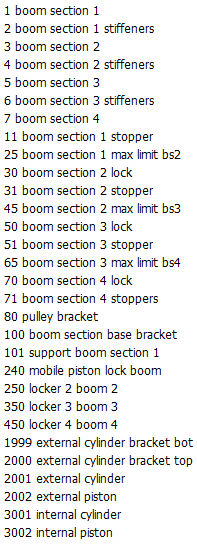 1 boom section 1
2 boom section 1 stiffeners
3 boom section 2
4 boom section 2 stiffeners
5 boom section 3
6 boom section 3 stiffeners
7 boom section 4
11 boom section 1 stopper
25 boom section 1 max limit bs2
30 boom section 2 lock
31 boom section 2 stopper
45 boom section 2 max limit bs3
50 boom section 3 lock
51 boom section 3 stopper
65 boom section 3 max limit bs4
70 boom section 4 lock
71 boom section 4 stoppers
80 pulley bracket
100 boom section base bracket
101 support boom section 1
240 mobile piston lock boom
250 locker 2 boom 2
350 locker 3 boom 3
450 locker 4 boom 4
1999 external cylinder bracket bot
2000 external cylinder bracket top
2001 external cylinder
2002 external piston
3001 internal cylinder
3002 internal piston